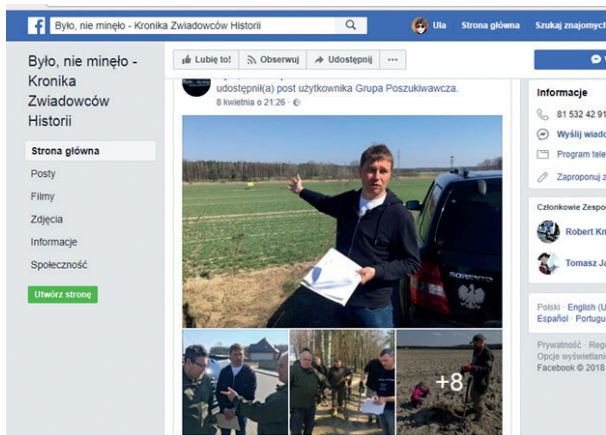 Było, nie minęło - Kronika Zwiadowców Historii
Ula
Strona główna
Szukaj znajomych
Było, nie minęło -
Kronika
Zwiadowców
Historii
Strona główna
Posty
Filmy
Zdjęcia
Informacje
Społeczność
Utwórz stronę
Lubię to!
Obserwuj
Udostępnij
udostępnił(a) post użytkownika Grupa Poszukiwawcza.
8 kwietnia o 21:26
SORENTO
+8
Informacje
81 532 42 91
Wyślij wiado
Program tele
Zaproponuj z
Członkowie Zespo
Robert Kn
Tomasz Ja
Polski · English (U
Español · Portugu
Prywatność · Regu
Opcje wyświetlani
Facebook © 2018